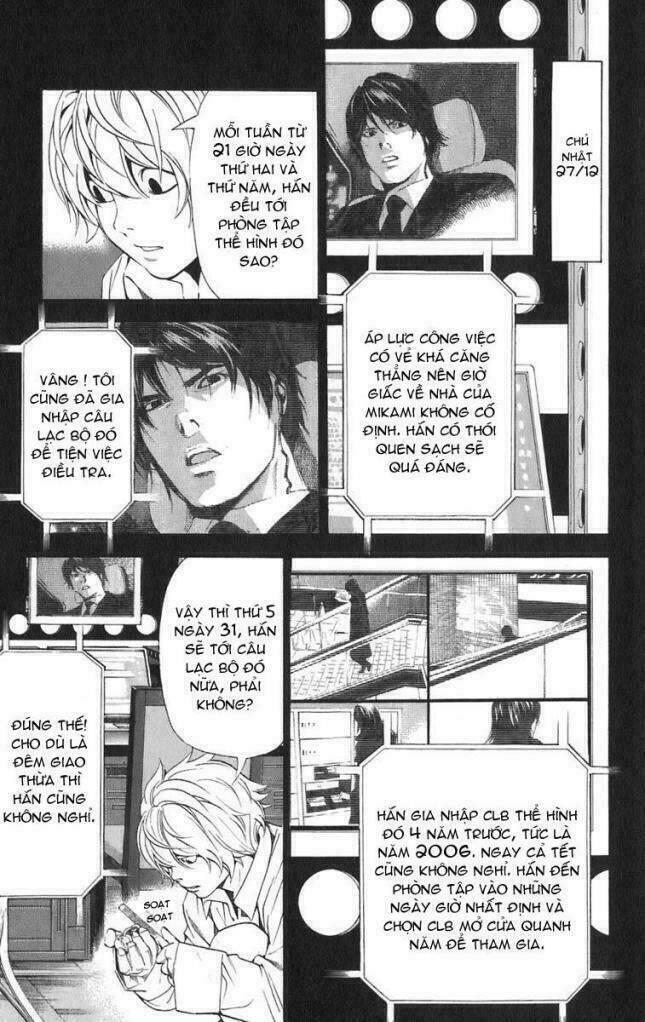 CHỦ
NHẬT
27/12
MỖI TUẦN TỪ
21 GIỜ NGÀY
THỨ HAI VÀ
THỨ NĂM, HẮN
ĐỀU TỚI
PHÒNG TẬP
THỂ HÌNH ĐÓ
SAO?
ÁP LỰC CÔNG VIỆC
CÓ VẺ KHÁ CĂNG
THẲNG NÊN GIỜ
GIẤC VỀ NHÀ CỦA
MIKAMI KHÔNG CỐ
ĐỊNH. HẮN CÓ THÓI
QUEN SẠCH SẼ
QUÁ ĐÁNG.
VÂNG! TÔI
CŨNG ĐÃ GIA
NHẬP CÂU
LẠC BỘ ĐÓ
ĐỂ TIỆN VIỆC
ĐIỀU TRA.
HẮN GIA NHẬP CLB THỂ HÌNH
ĐÓ 4 NĂM TRƯỚC, TỨC LÀ
NĂM 2006. NGAY CẢ TẾT
CŨNG KHÔNG NGHỈ. HẮN ĐẾN
PHÒNG TẬP VÀO NHỮNG
NGÀY GIỜ NHẤT ĐỊNH VÀ
CHỌN CLB MỞ CỬA QUANH
NĂM ĐỂ THAM GIA.
VẬY THÌ THỨ 5
NGÀY 31, HẮN
SẼ TỚI CÂU
LẠC BỘ ĐÓ
NỮA, PHẢI
KHÔNG?
SOẠT
SOẠT
ĐÚNG THẾ!
CHO DÙ LÀ
ĐÊM GIAO
THỪA THÌ
HẮN CŨNG
KHÔNG NGHỈ.